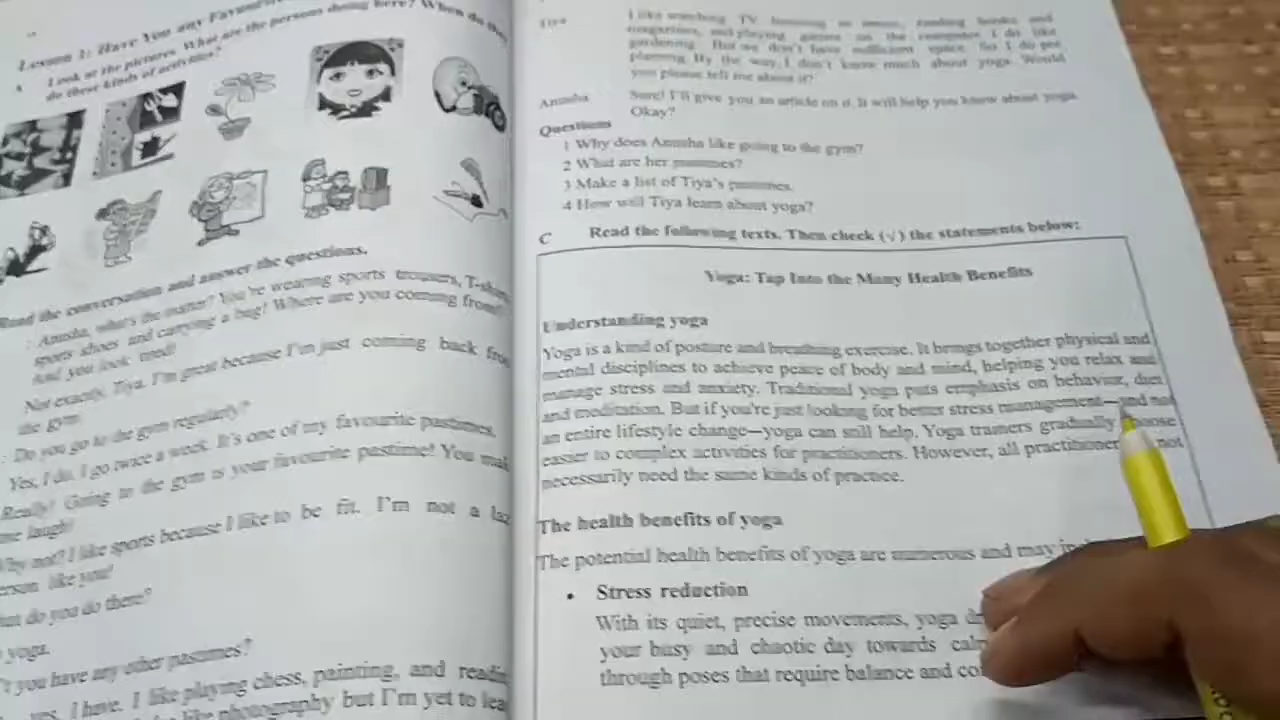 Lesson 1: Have You any Favourite
A Look at the pictures. What are the persons doing here? When do they
do these kinds of activities?
Read the conversation and answer the questions.
: Anusha, what's the matter? You're wearing sports trousers, T-shirt,
sports shoes and carrying a bag! Where are you coming from?
And you look tired!
Not exactly, Tiya. I'm great because I'm just coming back from
the gym.
: Do you go to the gym regularly?
Yes, I do. I go twice a week. It's one of my favourite pastimes.
Really! Going to the gym is your favourite pastime! You make
me laugh!
Why not? I like sports because I like to be fit. I'm not a lazy
person like you!
What do you do there?
yoga.
you have any other pastimes?
yes, I have. I like playing chess, painting, and reading
like photography but I'm yet to learn
Tiya I like watching TV, listening to music, reading books and
magazines, and playing games on the computer. I do like
gardening. But we don't have sufficient space. So I do pot
planting. By the way, I don't know much about yoga. Would
you please tell me about it?
Anusha Sure! I'll give you an article on it. It will help you know about yoga.
Okay?
Questions
1 Why does Anusha like going to the gym?
2 What are her pastimes?
3 Make a list of Tiya's pastimes.
4 How will Tiya learn about yoga?
C Read the following texts. Then check (√) the statements below:
Yoga: Tap Into the Many Health Benefits
Understanding yoga
Yoga is a kind of posture and breathing exercise. It brings together physical and
mental disciplines to achieve peace of body and mind, helping you relax and
manage stress and anxiety. Traditional yoga puts emphasis on behavior, diet
and meditation. But if you're just looking for better stress management—and not
an entire lifestyle change—yoga can still help. Yoga trainers gradually choose
easier to complex activities for practitioners. However, all practitioners not
necessarily need the same kinds of practice.
The health benefits of yoga
The potential health benefits of yoga are numerous and may
• Stress reduction
With its quiet, precise movements, yoga
your busy and chaotic day towards
through poses that require balance and